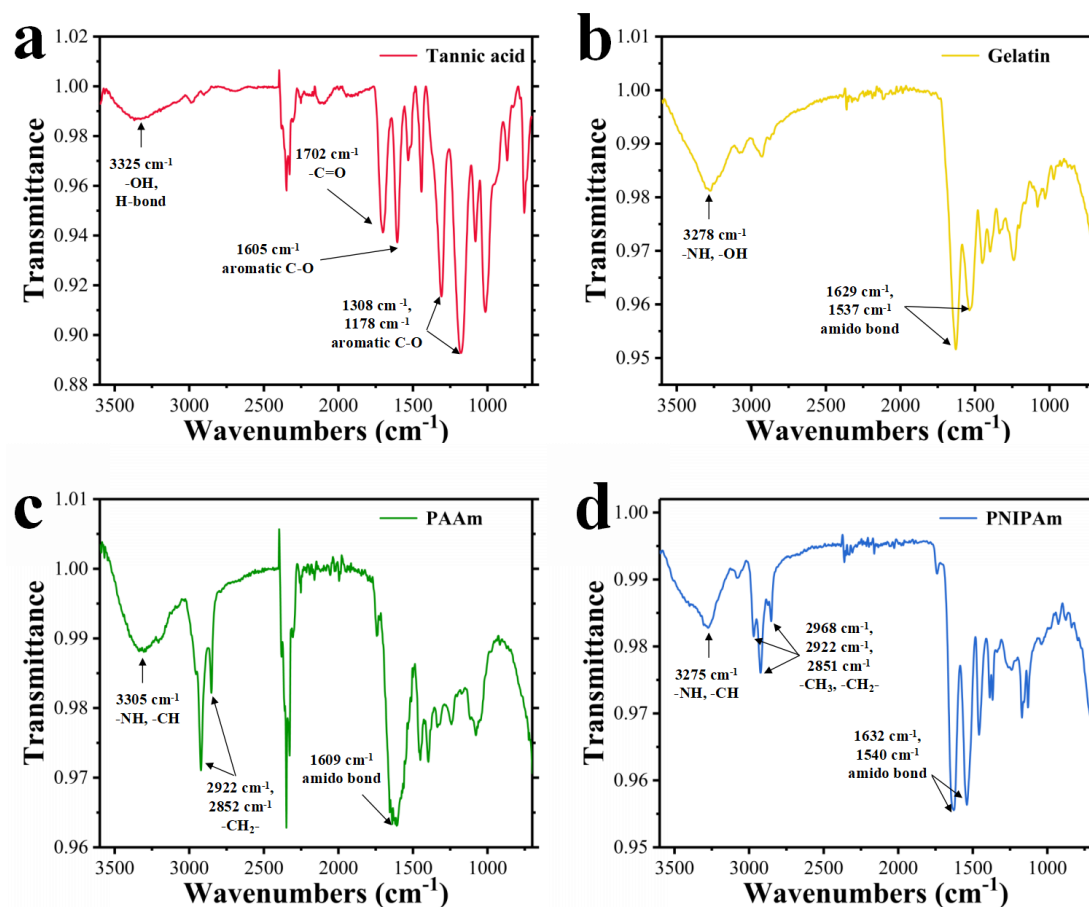 a
1.02
Tannic acid
1.00
0.98
0.96
0.94
0.92
0.90
0.88
Transmittance
3325 cm⁻¹
-OH,
H-bond
1702 cm⁻¹
-C=O
1605 cm⁻¹
aromatic C-O
1308 cm⁻¹,
1178 cm⁻¹
aromatic C-O
3500 3000 2500 2000 1500 1000
Wavenumbers (cm⁻¹)
b
1.01
Gelatin
1.00
0.99
0.98
0.97
0.96
0.95
Transmittance
3278 cm⁻¹
-NH, -OH
1629 cm⁻¹,
1537 cm⁻¹
amido bond
3500 3000 2500 2000 1500 1000
Wavenumbers (cm⁻¹)
c
1.01
PAAm
1.00
0.99
0.98
0.97
0.96
Transmittance
3305 cm⁻¹
-NH, -CH
2922 cm⁻¹,
2852 cm⁻¹
-CH₂-
1609 cm⁻¹
amido bond
3500 3000 2500 2000 1500 1000
Wavenumbers (cm⁻¹)
d
1.00
PNIPAm
0.99
0.98
0.97
0.96
0.95
Transmittance
3275 cm⁻¹
-NH, -CH
2968 cm⁻¹,
2922 cm⁻¹,
2851 cm⁻¹
-CH₃, -CH₂-
1632 cm⁻¹,
1540 cm⁻¹
amido bond
3500 3000 2500 2000 1500 1000
Wavenumbers (cm⁻¹)